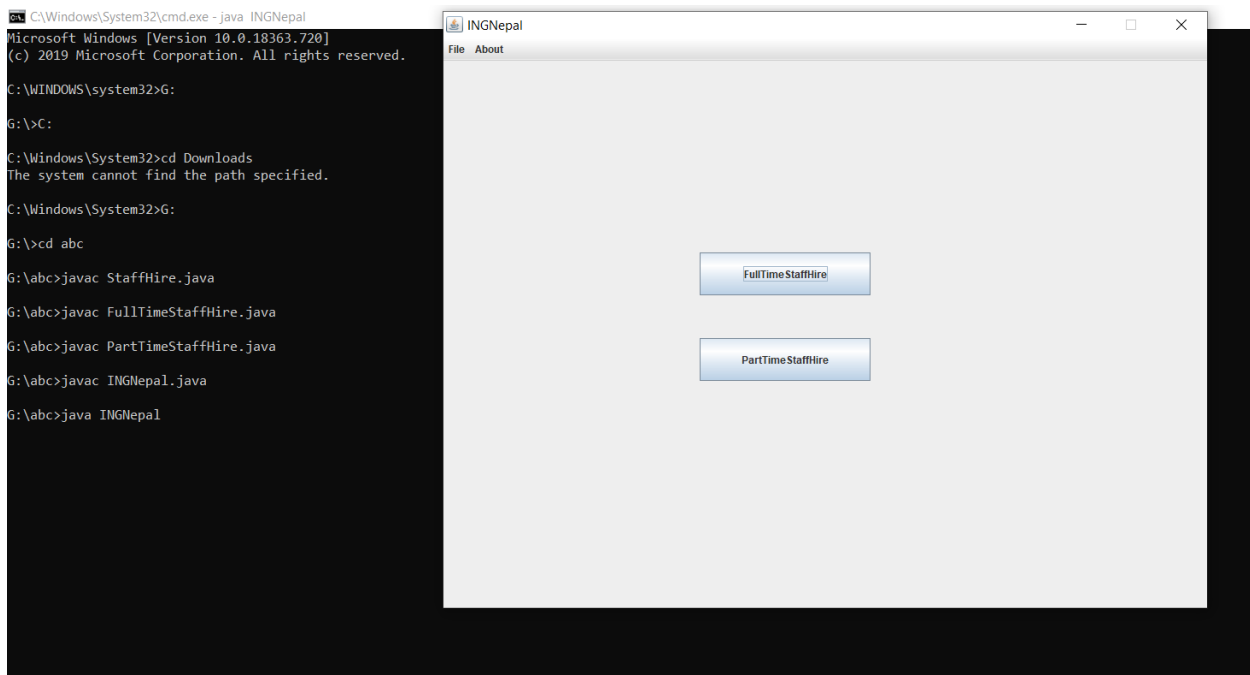 C:\Windows\System32\cmd.exe - java  INGNepal
Microsoft Windows [Version 10.0.18363.720]
(c) 2019 Microsoft Corporation. All rights reserved.
C:\WINDOWS\system32>G:
G:\>C:
C:\Windows\System32>cd Downloads
The system cannot find the path specified.
C:\Windows\System32>G:
G:\>cd abc
G:\abc>javac StaffHire.java
G:\abc>javac FullTimeStaffHire.java
G:\abc>javac PartTimeStaffHire.java
G:\abc>javac INGNepal.java
G:\abc>java INGNepal
INGNepal
File About
FullTimeStaffHire
PartTimeStaffHire